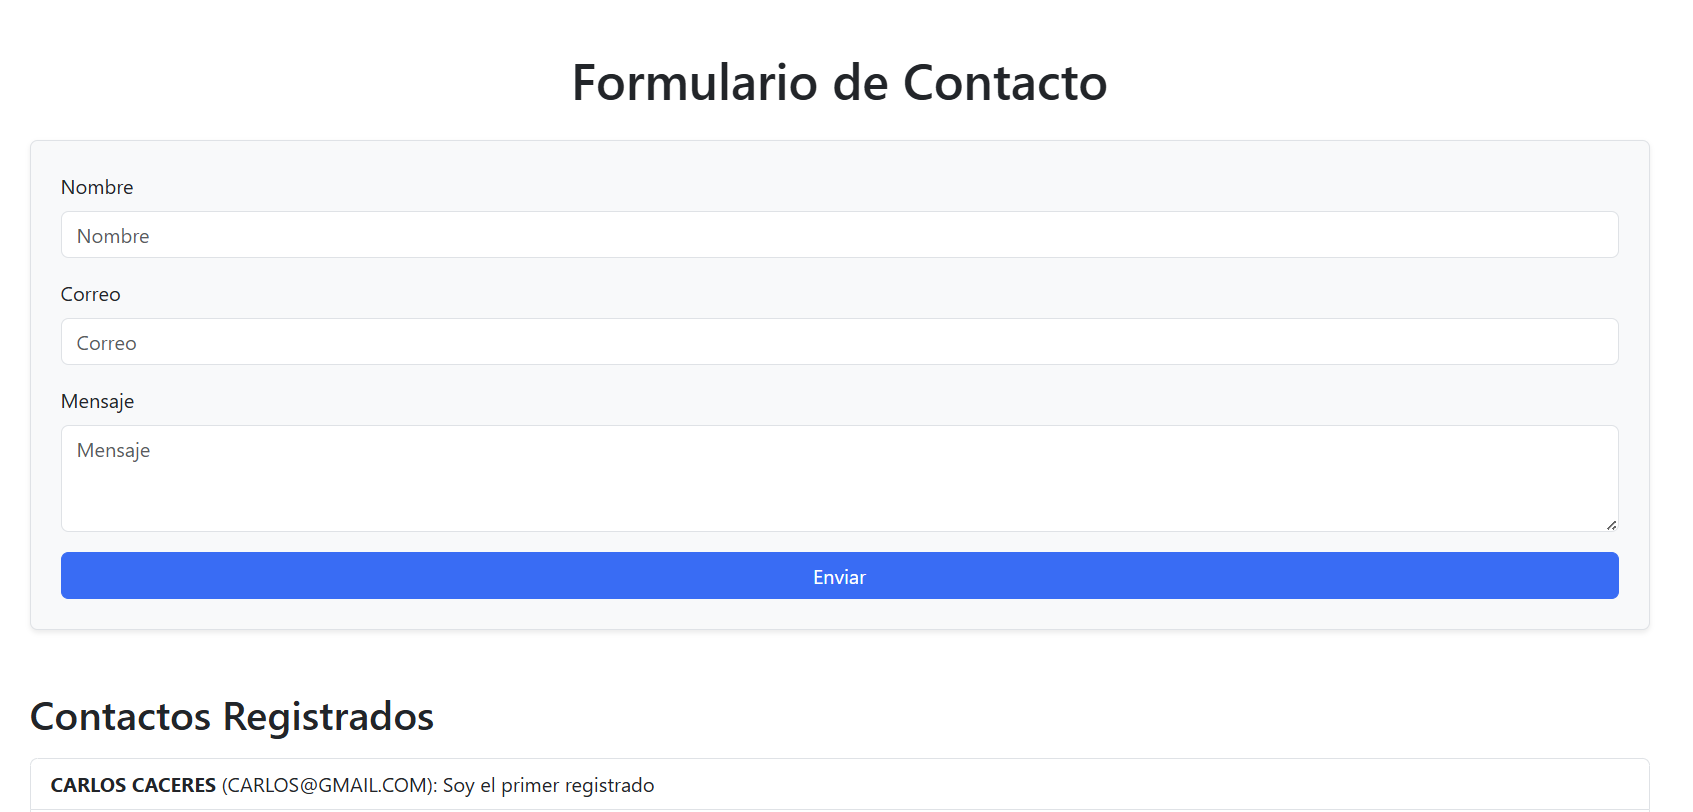 Formulario de Contacto
Nombre
Nombre
Correo
Correo
Mensaje
Mensaje
Enviar
Contactos Registrados
CARLOS CACERES (CARLOS@GMAIL.COM): Soy el primer registrado